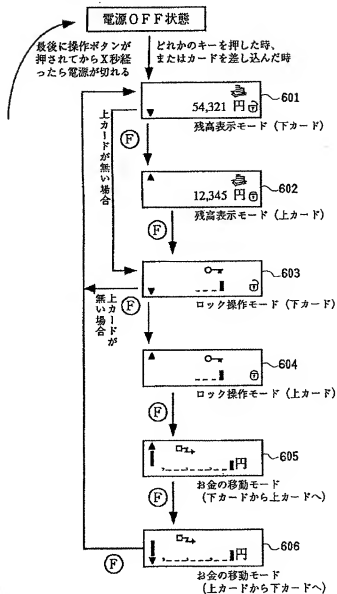 電源OFF状態
最後に操作ボタンが
押されてからX秒経
ったら電源が切れる
どれかのキーを押した時、
またはカードを差し込んだ時
54,321 円
601
残高表示モード（下カード）
上カードが無い場合
F
12,345 円
602
残高表示モード（上カード）
F
603
ロック操作モード（下カード）
上カードが
無い場合
F
604
ロック操作モード（上カード）
F
円
605
お金の移動モード
（下カードから上カードへ）
F
円
606
お金の移動モード
（上カードから下カードへ）
F